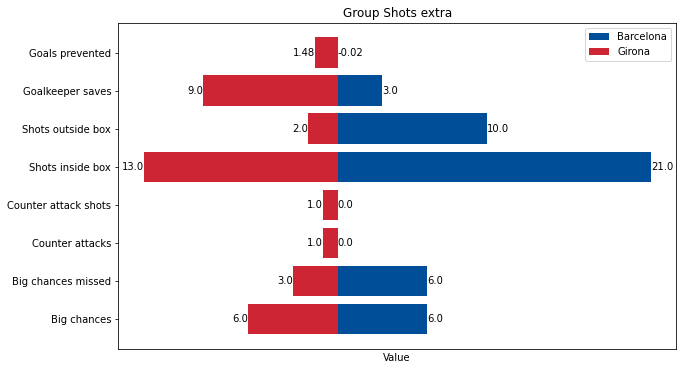 Group Shots extra
Barcelona
Girona
Goals prevented 1.48 -0.02
Goalkeeper saves 9.0 3.0
Shots outside box 2.0 10.0
Shots inside box 13.0 21.0
Counter attack shots 1.0 0.0
Counter attacks 1.0 0.0
Big chances missed 3.0 6.0
Big chances 6.0 6.0
Value